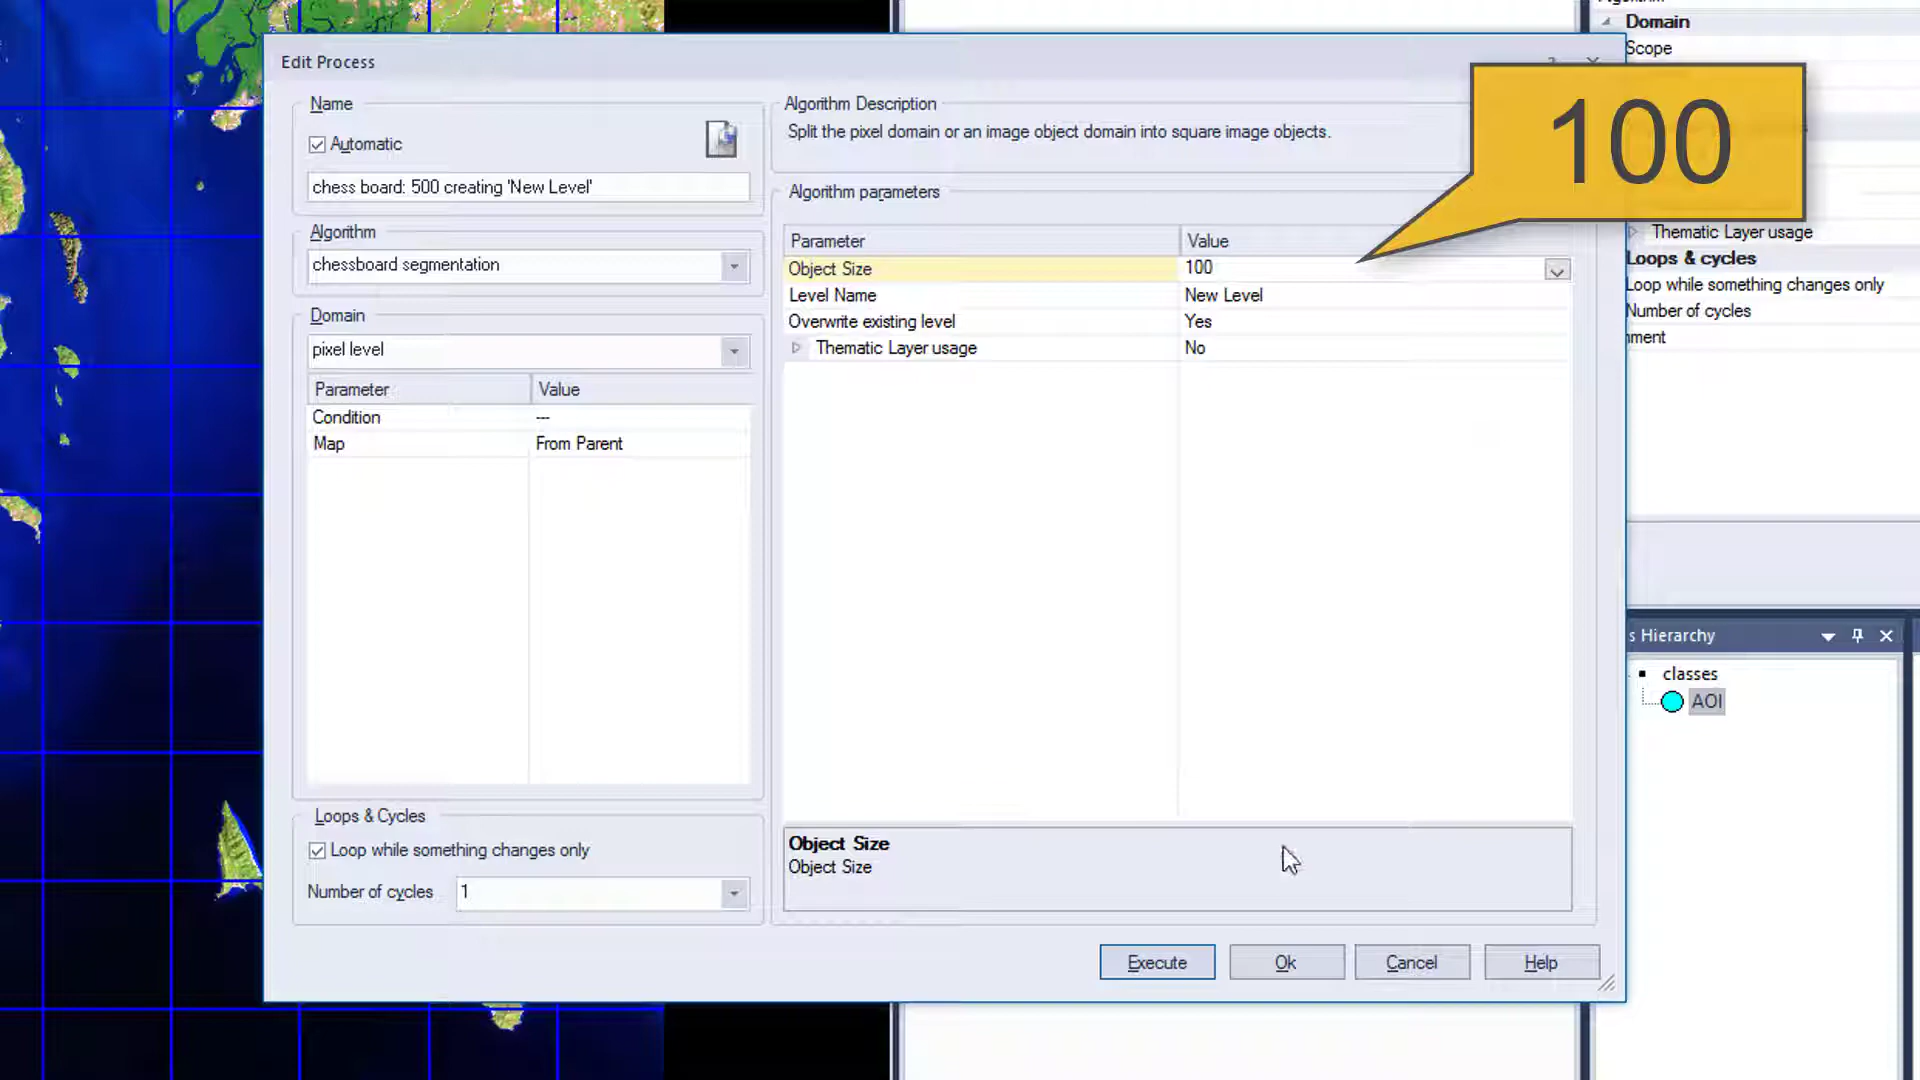 Edit Process
Name
Automatic
chess board: 500 creating 'New Level'
Algorithm
chessboard segmentation
Domain
pixel level
Parameter Value
Condition ---
Map From Parent
Loops & Cycles
Loop while something changes only
Number of cycles 1
Algorithm Description
Split the pixel domain or an image object domain into square image objects.
Algorithm parameters
Parameter Value
Object Size 100
Level Name New Level
Overwrite existing level Yes
Thematic Layer usage No
Object Size
Object Size
Execute Ok Cancel Help
100
Domain
Scope
Thematic Layer usage
Loops & cycles
Loop while something changes only
Number of cycles
nment
s Hierarchy
classes
AOI